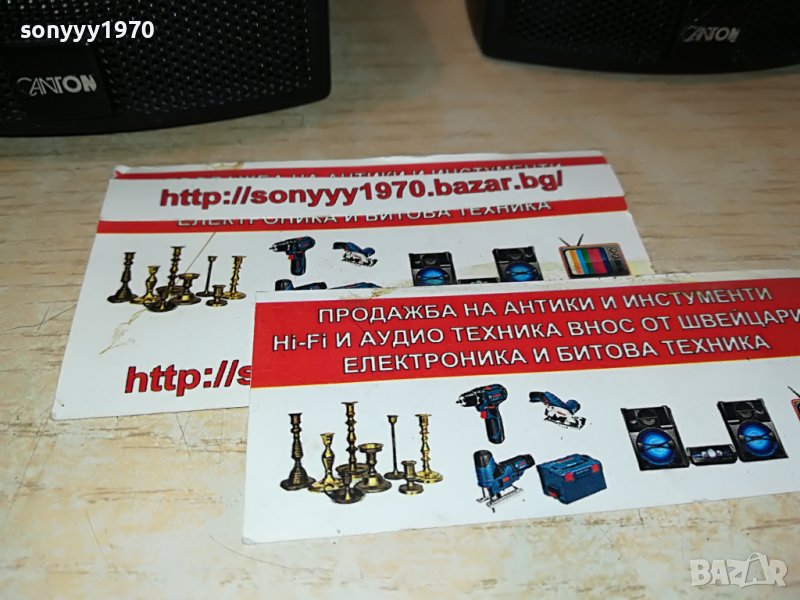 sonyyy1970
CANTON
CANTON
http://sonyyy1970.bazar.bg/
ЕЛЕКТРОНИКА И БИТОВА ТЕХНИКА
http://s
ПРОДАЖБА НА АНТИКИ И ИНСТУМЕНТИ
Hi-Fi И АУДИО ТЕХНИКА ВНОС ОТ ШВЕЙЦАРИ
ЕЛЕКТРОНИКА И БИТОВА ТЕХНИКА
BAZAR